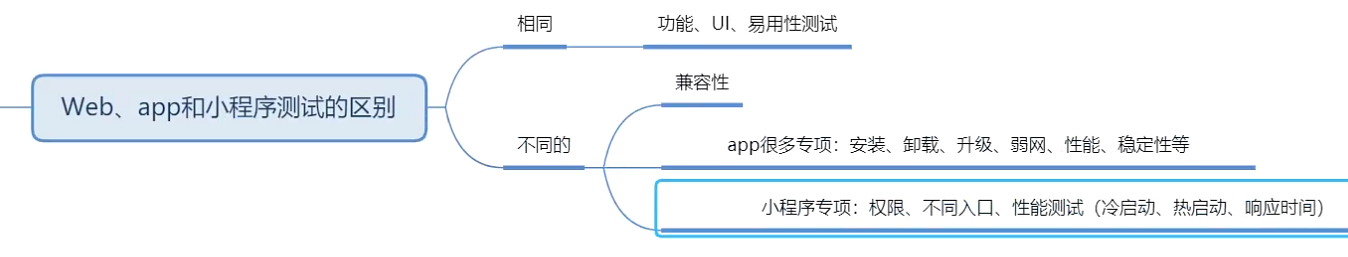 相同
功能、UI、易用性测试
兼容性
Web、app和小程序测试的区别
不同的
app很多专项：安装、卸载、升级、弱网、性能、稳定性等
小程序专项：权限、不同入口、性能测试（冷启动、热启动、响应时间）